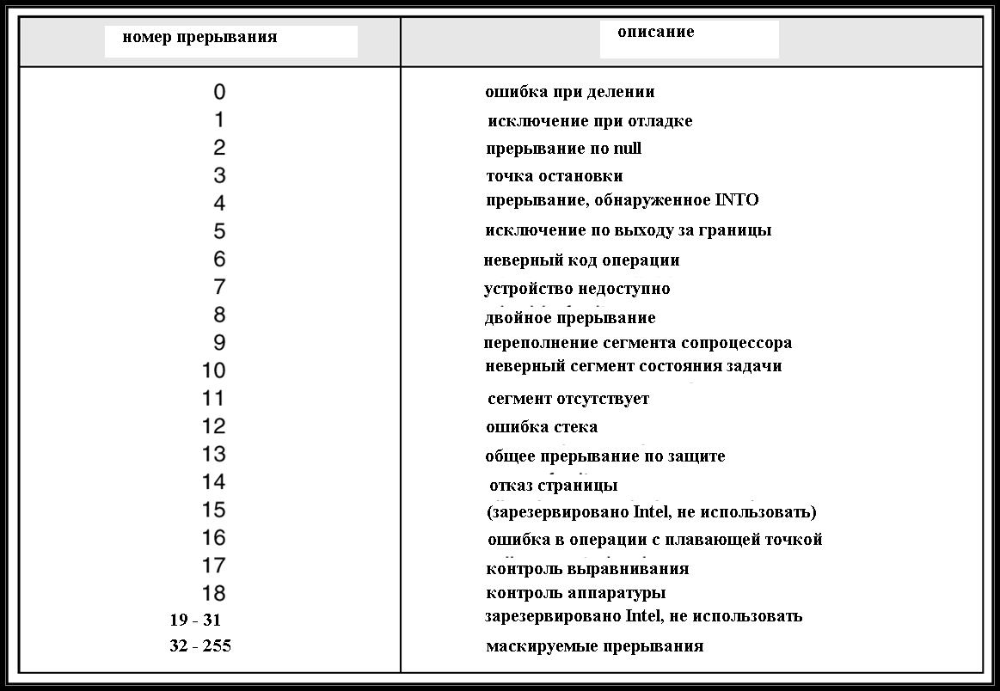 номер прерывания описание
0 ошибка при делении
1 исключение при отладке
2 прерывание по null
3 точка остановки
4 прерывание, обнаруженное INTO
5 исключение по выходу за границы
6 неверный код операции
7 устройство недоступно
8 двойное прерывание
9 переполнение сегмента сопроцессора
10 неверный сегмент состояния задачи
11 сегмент отсутствует
12 ошибка стека
13 общее прерывание по защите
14 отказ страницы
15 (зарезервировано Intel, не использовать)
16 ошибка в операции с плавающей точкой
17 контроль выравнивания
18 контроль аппаратуры
19 - 31 зарезервировано Intel, не использовать
32 - 255 маскируемые прерывания